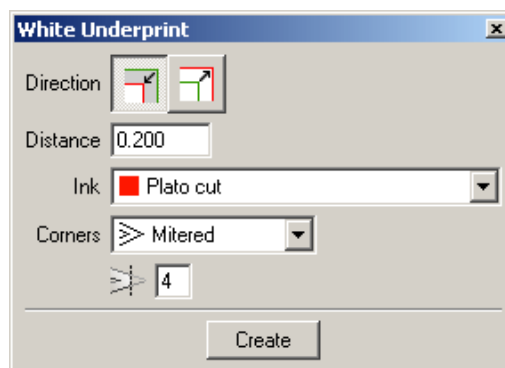 White Underprint
Direction
Distance 0.200
Ink Plato cut
Corners Mitered
4
Create